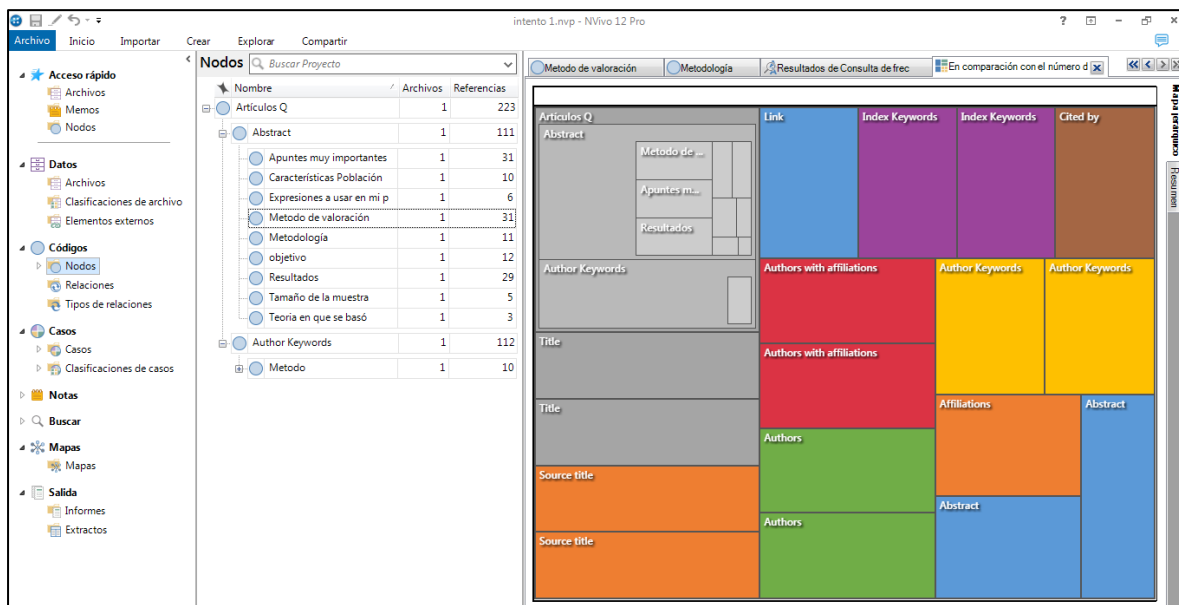 intento 1.nvp - NVivo 12 Pro
?
Archivo Inicio Importar Crear Explorar Compartir
Acceso rápido
Archivos
Memos
Nodos
Datos
Archivos
Clasificaciones de archivo
Elementos externos
Códigos
Nodos
Relaciones
Tipos de relaciones
Casos
Casos
Clasificaciones de casos
Notas
Buscar
Mapas
Mapas
Salida
Informes
Extractos
Nodos Buscar Proyecto
Nombre Archivos Referencias
Artículos Q 1 223
Abstract 1 111
Apuntes muy importantes 1 31
Características Población 1 10
Expresiones a usar en mi p 1 6
Metodo de valoración 1 31
Metodología 1 11
objetivo 1 12
Resultados 1 29
Tamaño de la muestra 1 5
Teoria en que se basó 1 3
Author Keywords 1 112
Metodo 1 10
Metodo de valoración Metodología Resultados de Consulta de frec En comparación con el número d
Artículos Q
Abstract
Metodo de ...
Apuntes m...
Resultados
Author Keywords
Title
Title
Source title
Source title
Link
Index Keywords
Index Keywords
Cited by
Authors with affiliations
Authors with affiliations
Authors
Authors
Author Keywords
Author Keywords
Affiliations
Abstract
Abstract
Mapa jerárquico
Resumen